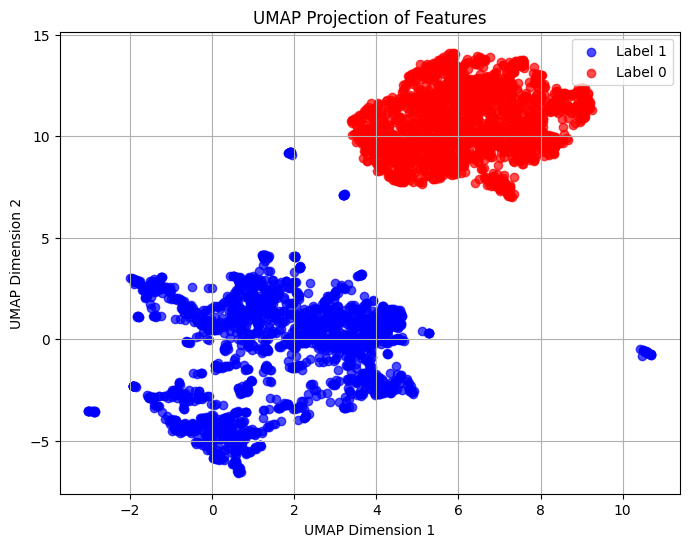 UMAP Projection of Features
Label 1
Label 0
UMAP Dimension 2
15
10
5
0
−5
−2
0
2
4
6
8
10
UMAP Dimension 1